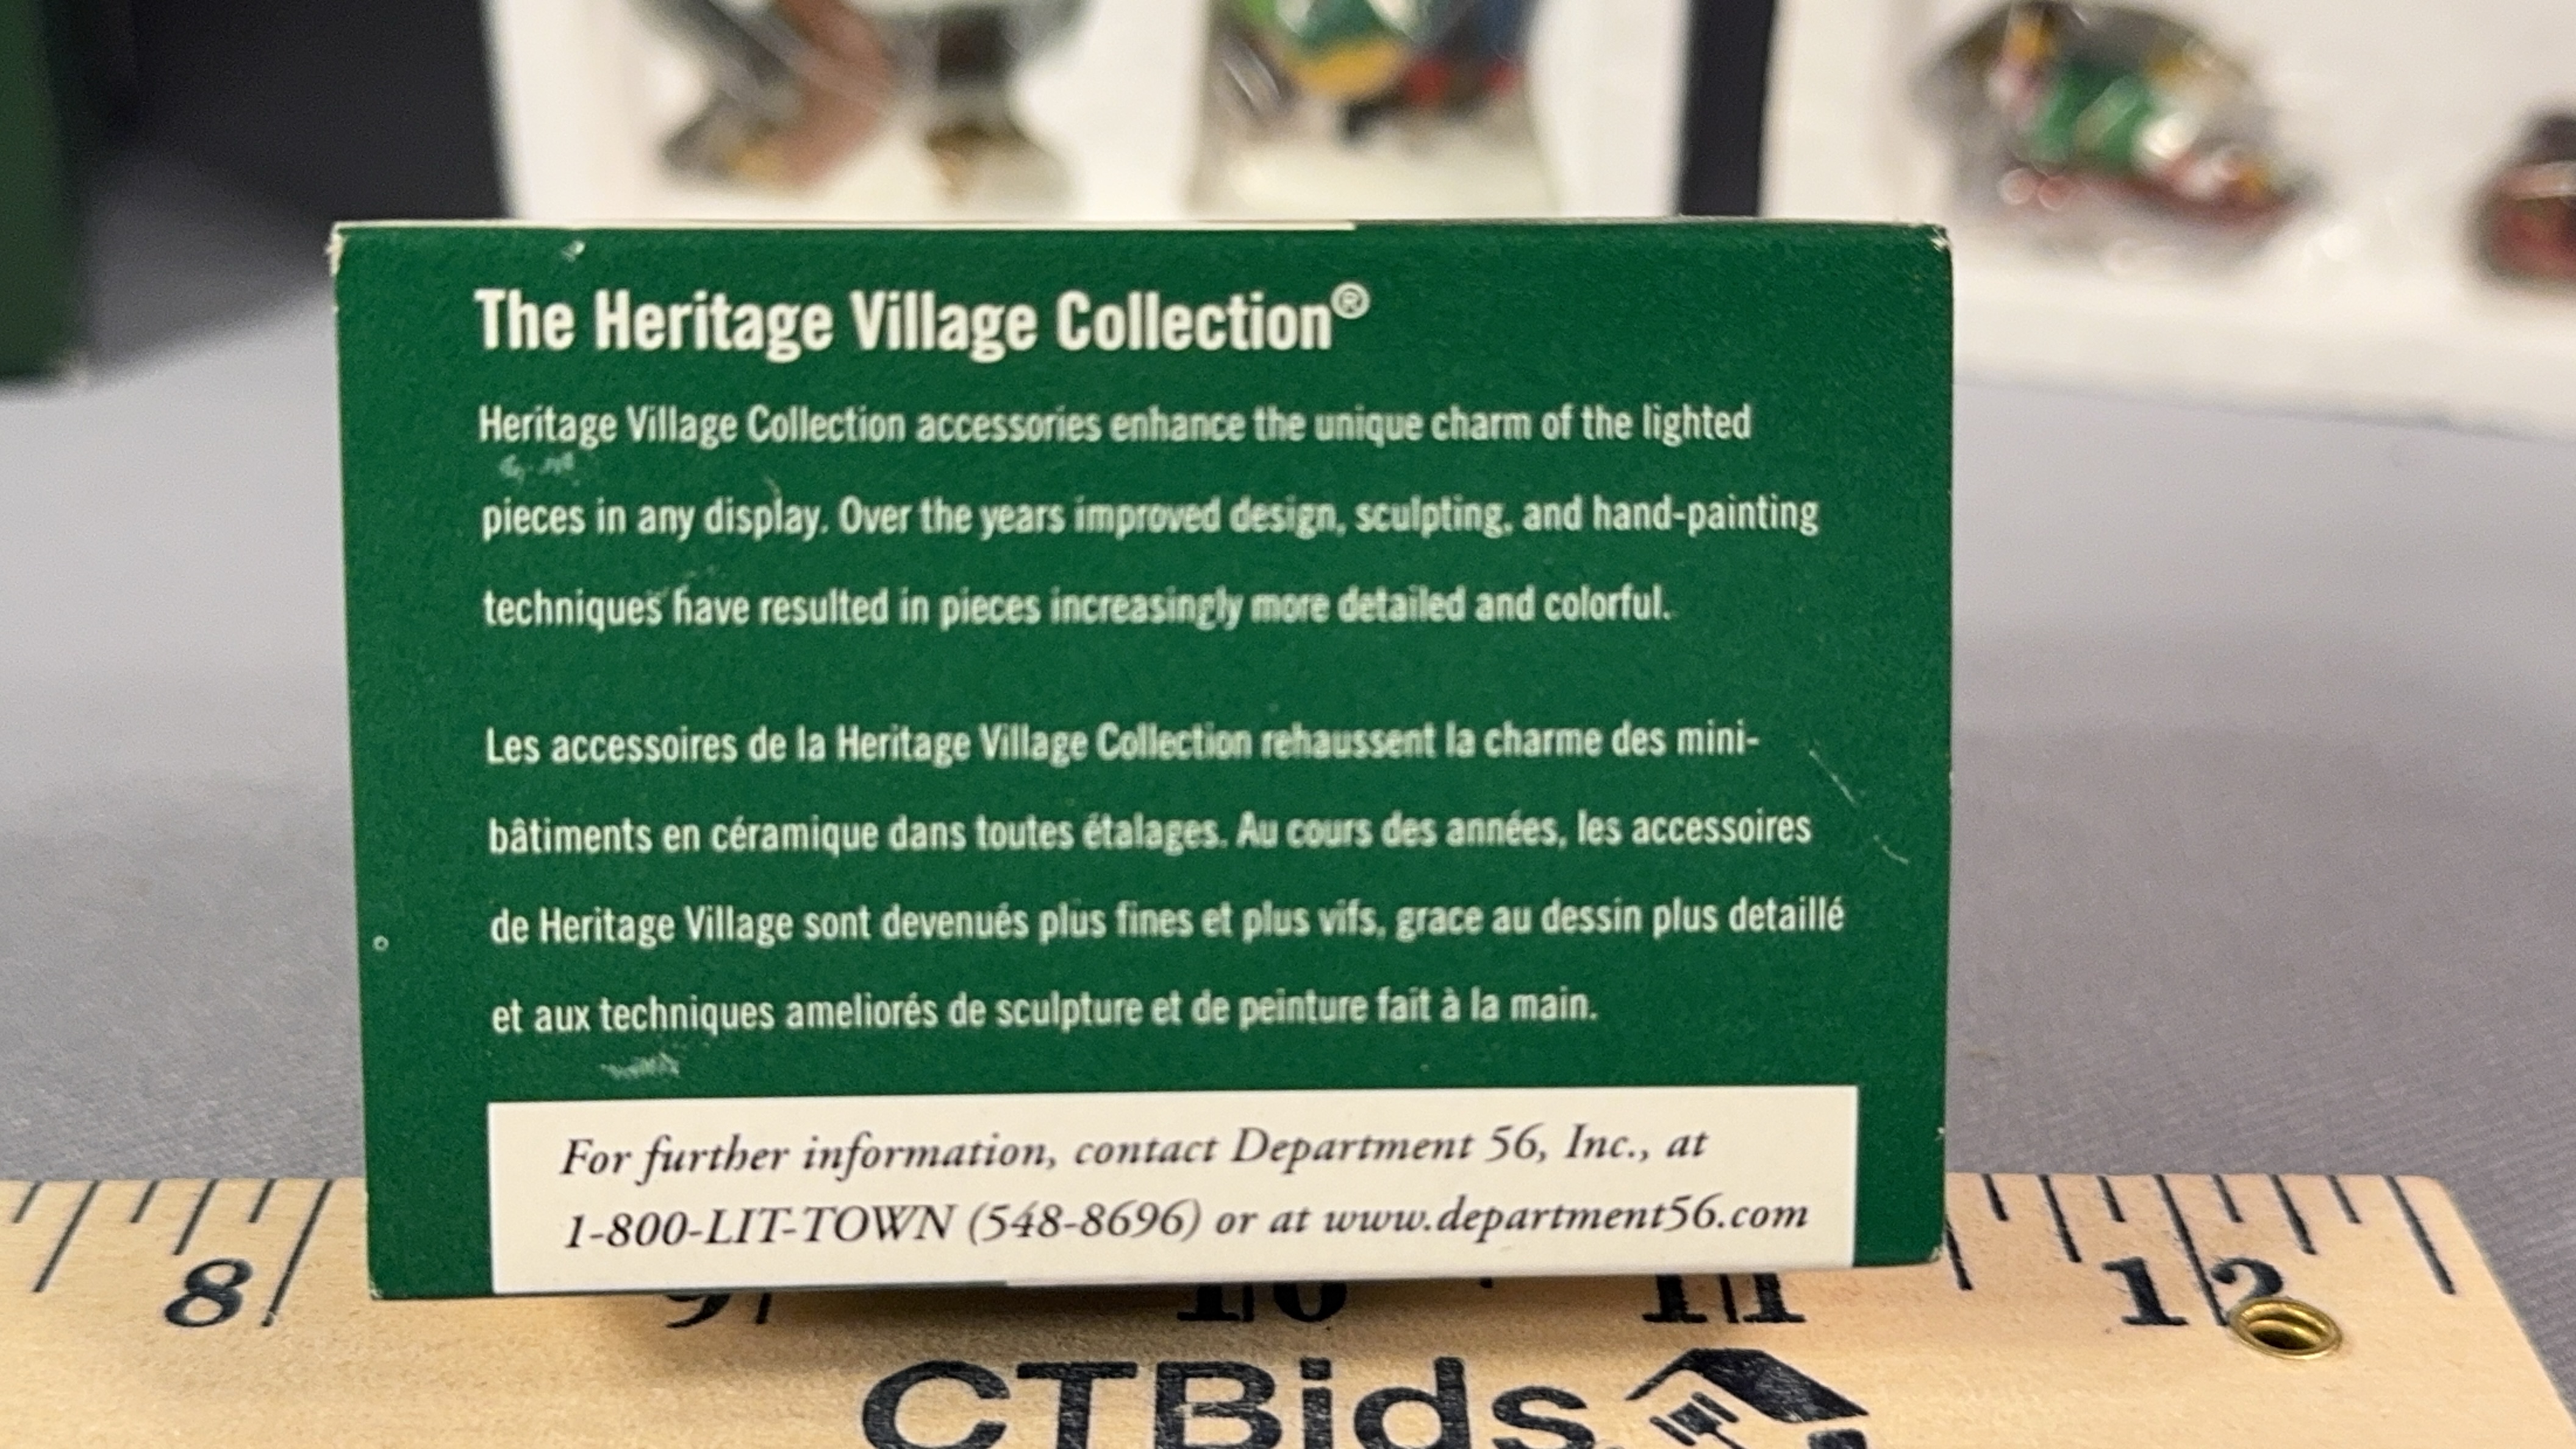 The Heritage Village Collection®
Heritage Village Collection accessories enhance the unique charm of the lighted
pieces in any display. Over the years improved design, sculpting, and hand-painting
techniques have resulted in pieces increasingly more detailed and colorful.
Les accessoires de la Heritage Village Collection rehaussent la charme des mini-
bâtiments en céramique dans toutes étalages. Au cours des années, les accessoires
de Heritage Village sont devenués plus fines et plus vifs, grace au dessin plus detaillé
et aux techniques ameliorés de sculpture et de peinture fait à la main.
For further information, contact Department 56, Inc., at
1-800-LIT-TOWN (548-8696) or at www.department56.com
8 9 10 11 12
CTBids